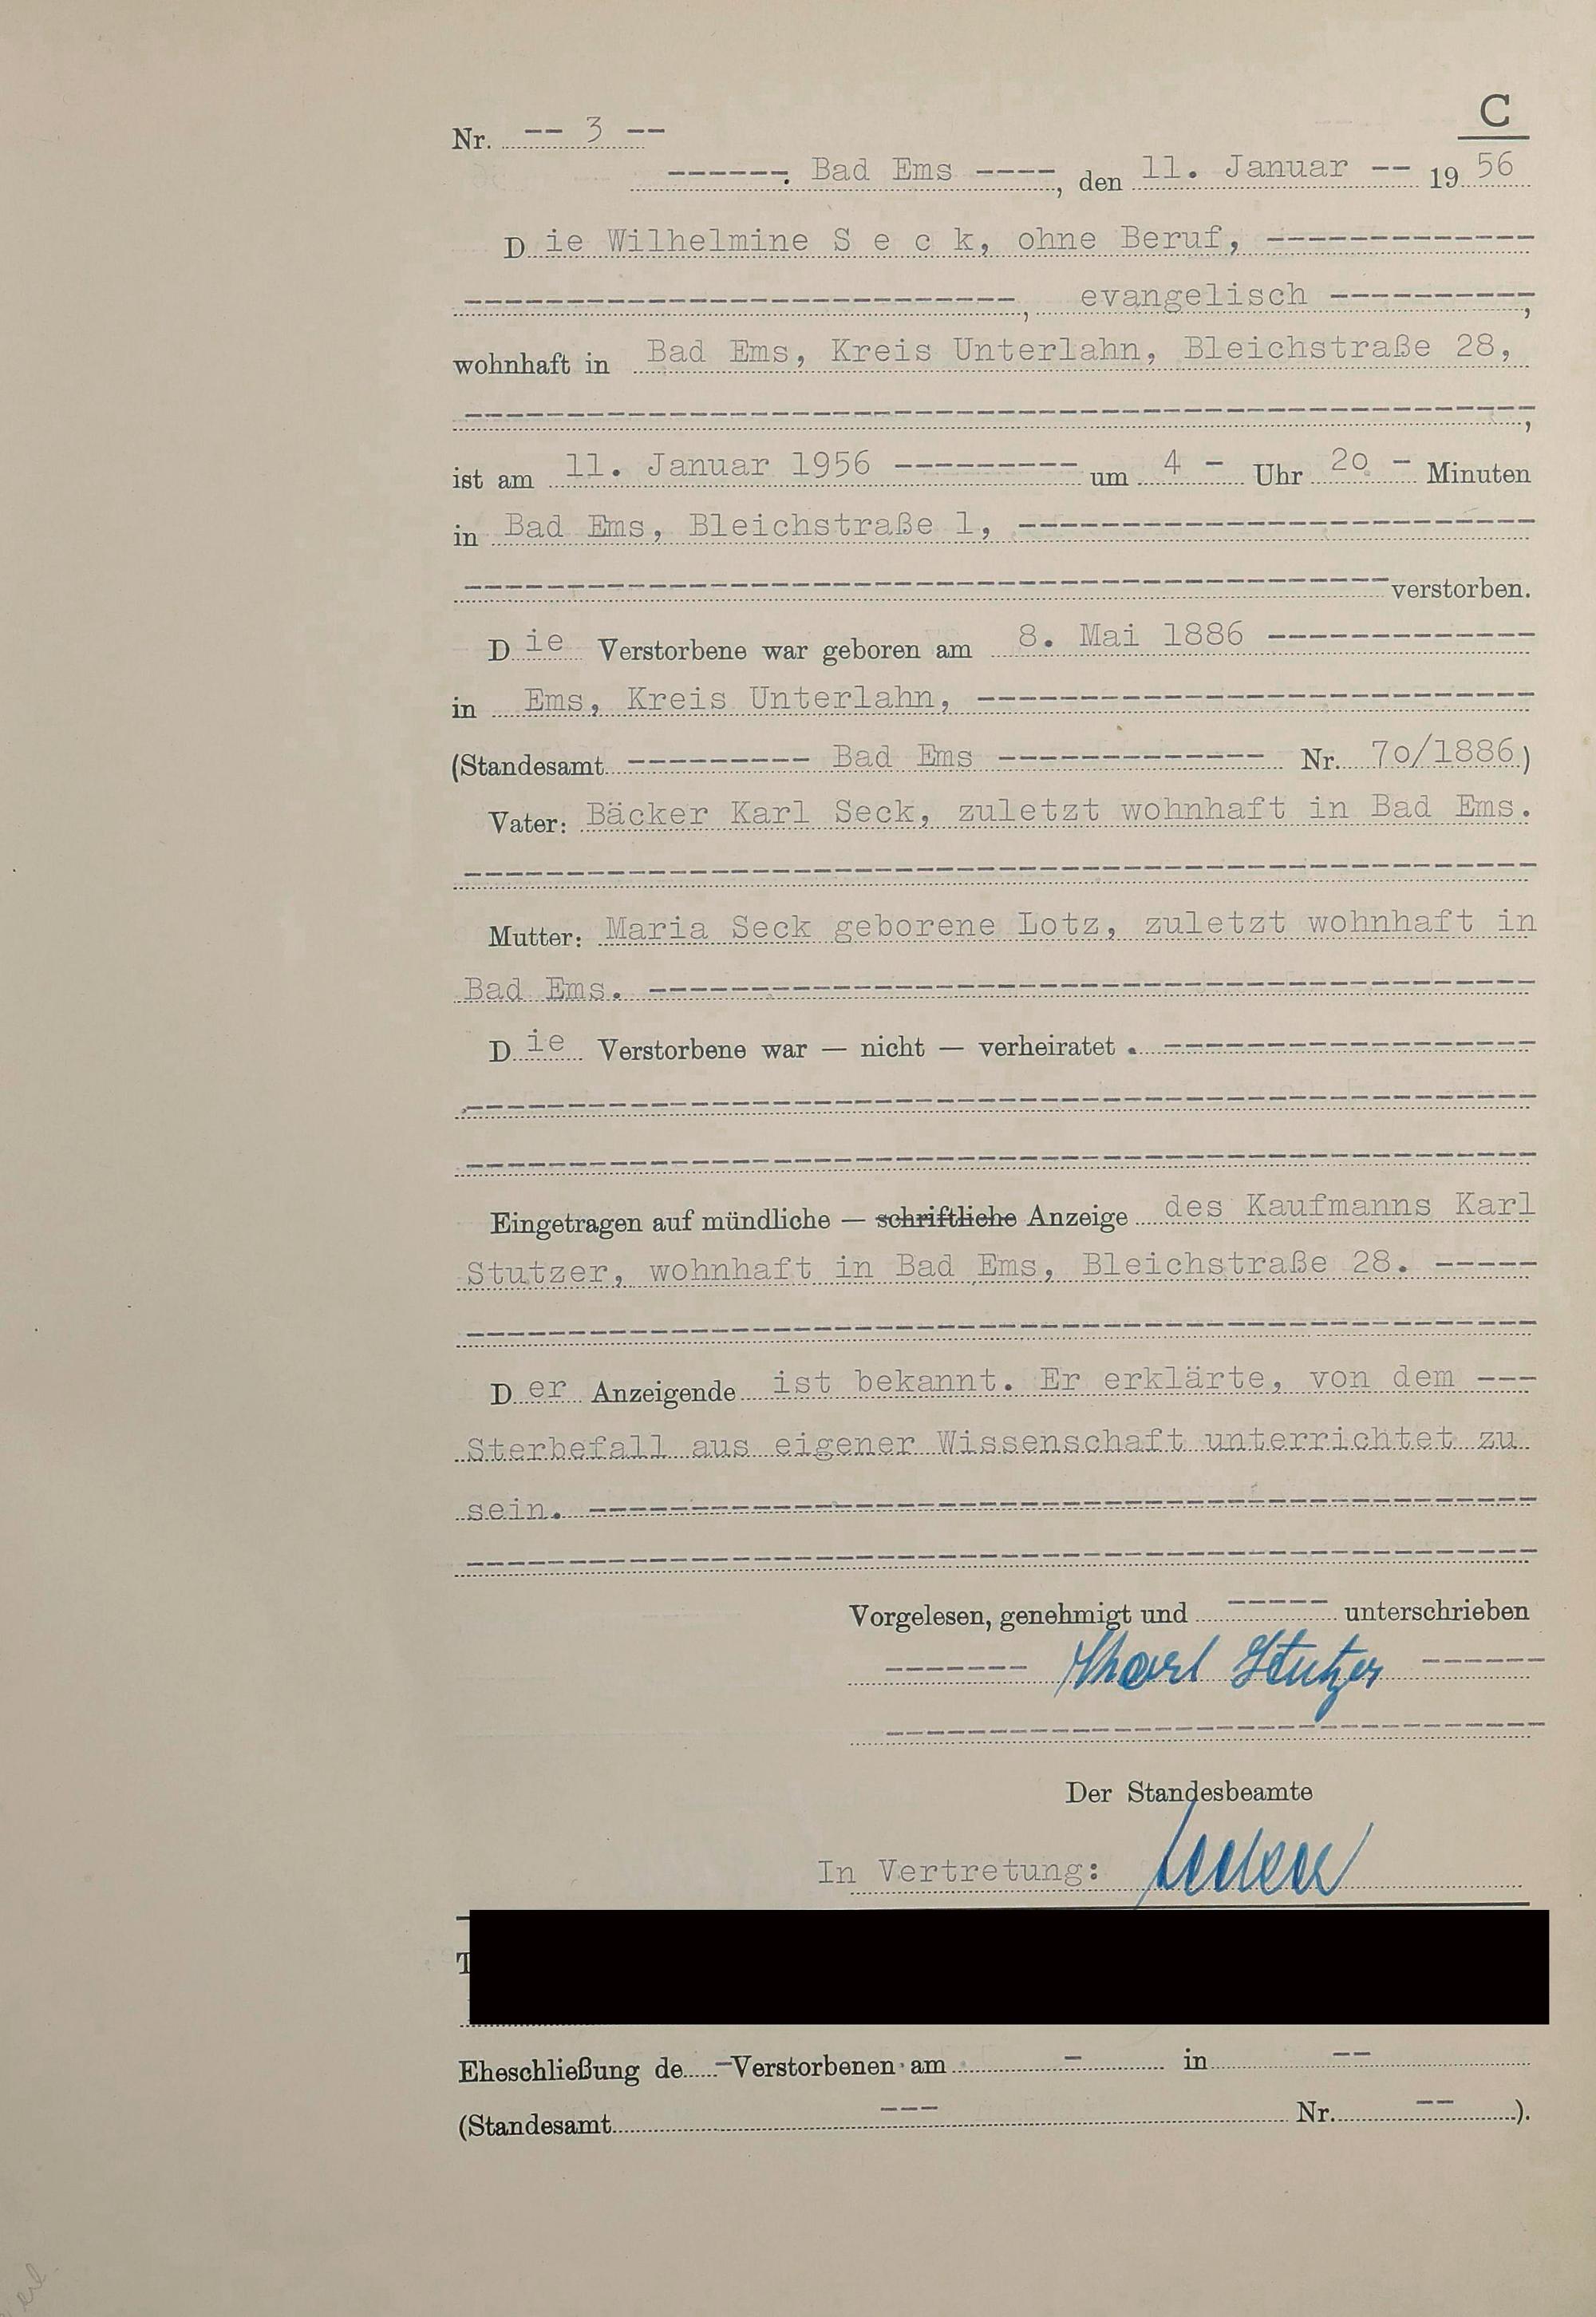 C
Nr. -- 3 --
------. Bad Ems ----, den 11. Januar -- 19 56
Die Wilhelmine S e c k, ohne Beruf, -------------
---------------------------, evangelisch ----------,
wohnhaft in Bad Ems, Kreis Unterlahn, Bleichstraße 28,
----------------------------------------------------,
ist am 11. Januar 1956 --------- um 4 - Uhr 20 - Minuten
in Bad Ems, Bleichstraße 1, -------------------------
--------------------------------------------- verstorben.
Die Verstorbene war geboren am 8. Mai 1886 -------------
in Ems, Kreis Unterlahn, ---------------------------
(Standesamt --------- Bad Ems ------------- Nr. 70/1886)
Vater: Bäcker Karl Seck, zuletzt wohnhaft in Bad Ems.
----------------------------------------------------
Mutter: Maria Seck geborene Lotz, zuletzt wohnhaft in
Bad Ems. -------------------------------------------
Die Verstorbene war — nicht — verheiratet . ------------------
----------------------------------------------------
----------------------------------------------------
Eingetragen auf mündliche — schriftliche Anzeige des Kaufmanns Karl
Stutzer, wohnhaft in Bad Ems, Bleichstraße 28. -----
----------------------------------------------------
Der Anzeigende ist bekannt. Er erklärte, von dem ---
Sterbefall aus eigener Wissenschaft unterrichtet zu
sein. ----------------------------------------------
----------------------------------------------------
Vorgelesen, genehmigt und ----- unterschrieben
------- Karl Stutzer ------
--------------------------------
Der Standesbeamte
In Vertretung:
Eheschließung de -Verstorbenen am - in --
(Standesamt --- Nr. -- ).